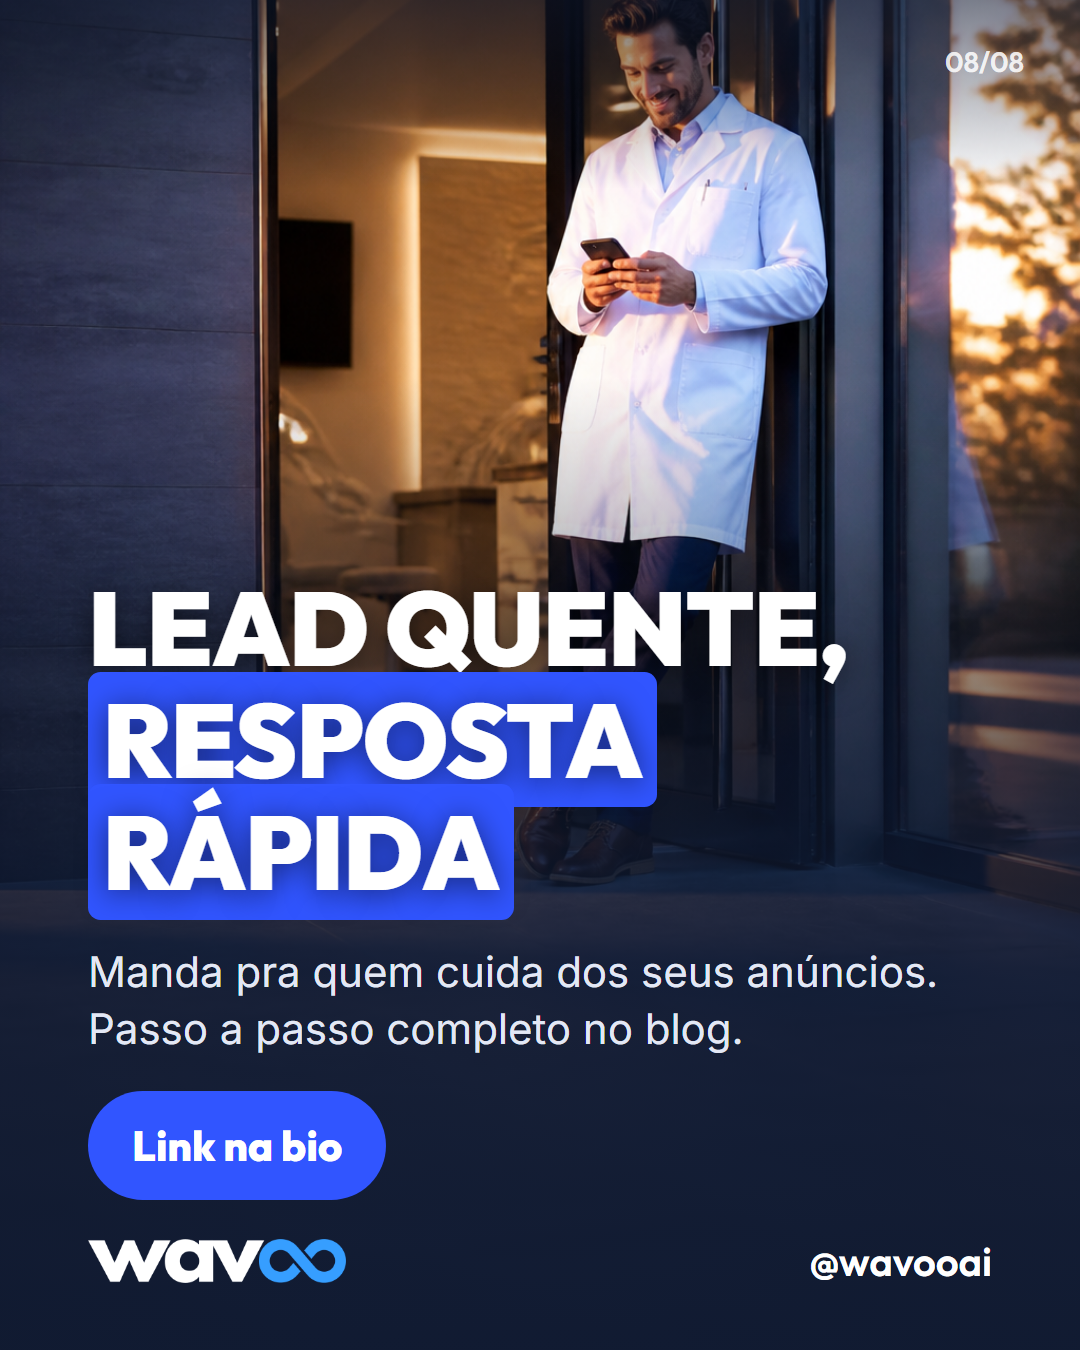 08/08
LEAD QUENTE,
RESPOSTA
RÁPIDA
Manda pra quem cuida dos seus anúncios.
Passo a passo completo no blog.
Link na bio
wavoo
@wavooai